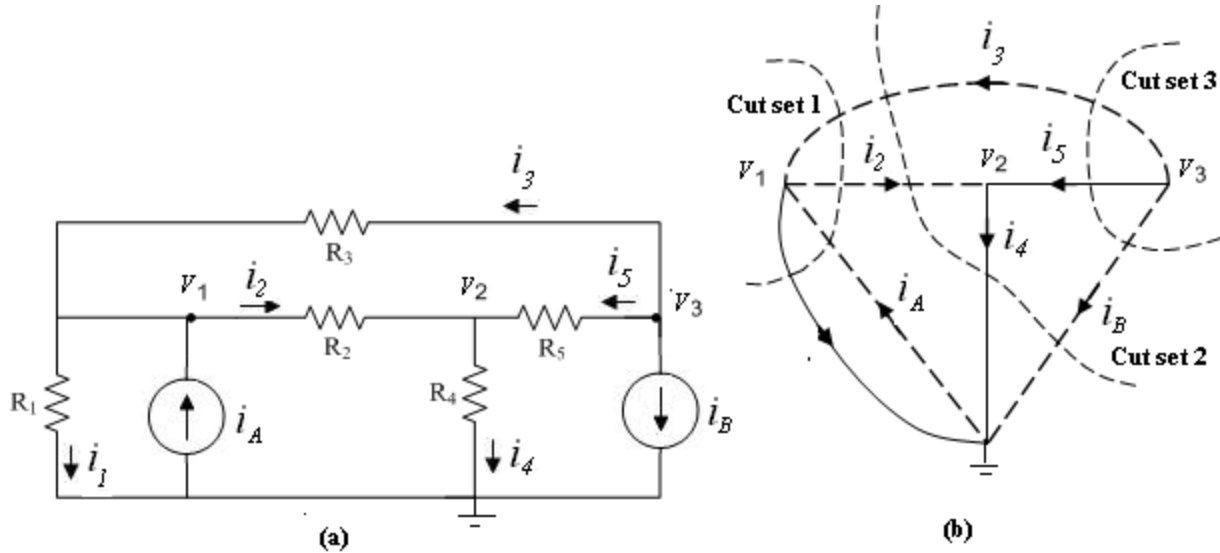 i3
R3
v1
i2
v2
i5
v3
R2
R5
R1
iA
R4
iB
i1
i4
(a)
i3
Cut set 1
Cut set 3
v1
i2
v2
i5
v3
i4
iA
iB
Cut set 2
(b)